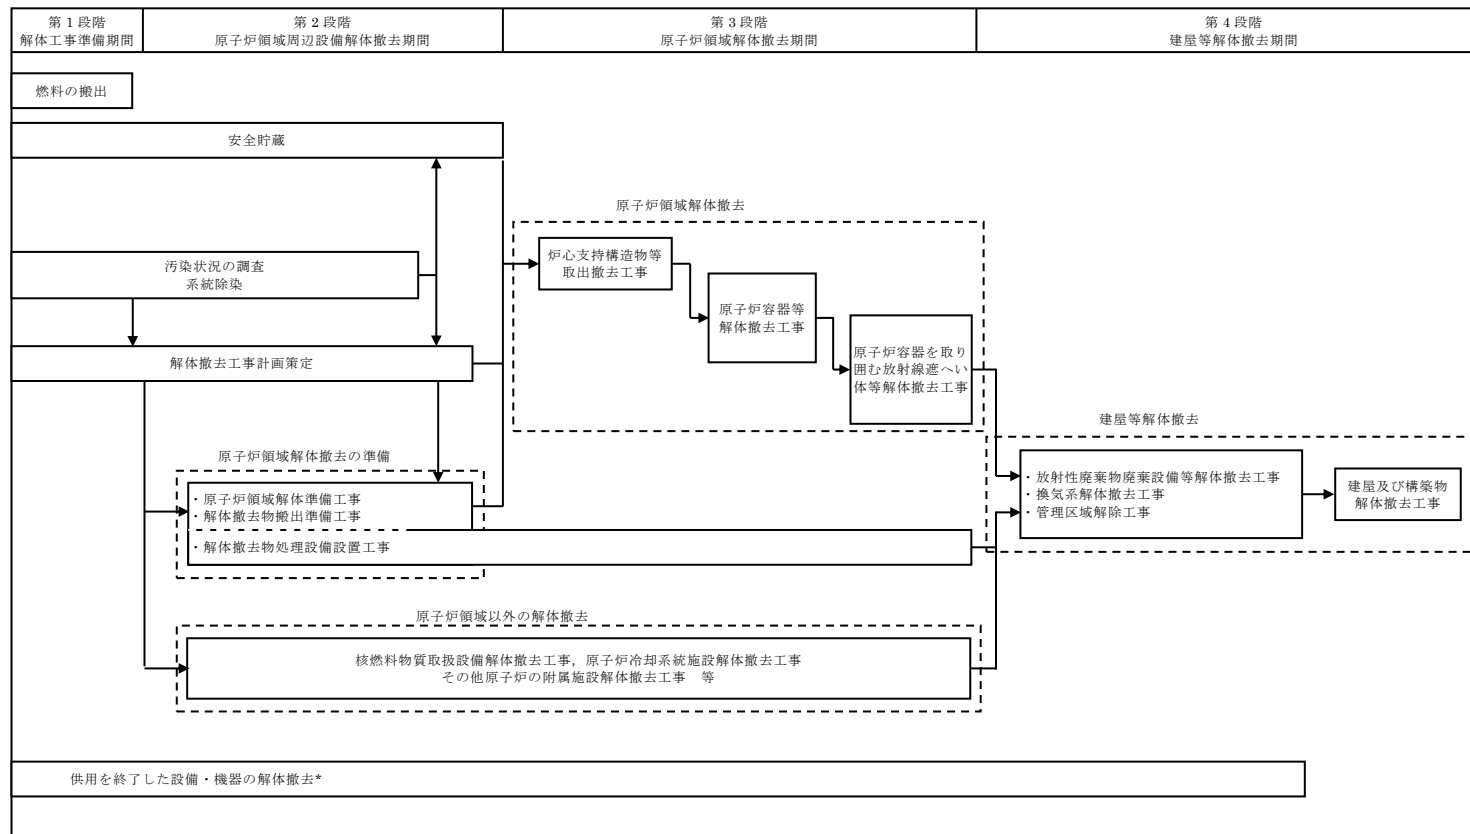 第１段階
解体工事準備期間
第２段階
原子炉領域周辺設備解体撤去期間
第３段階
原子炉領域解体撤去期間
第４段階
建屋等解体撤去期間
燃料の搬出
安全貯蔵
汚染状況の調査
系統除染
解体撤去工事計画策定
原子炉領域解体撤去
炉心支持構造物等
取出撤去工事
原子炉容器等
解体撤去工事
原子炉容器を取り
囲む放射線遮へい
体等解体撤去工事
原子炉領域解体撤去の準備
・原子炉領域解体準備工事
・解体撤去物搬出準備工事
・解体撤去物処理設備設置工事
建屋等解体撤去
・放射性廃棄物廃棄設備等解体撤去工事
・換気系解体撤去工事
・管理区域解除工事
建屋及び構築物
解体撤去工事
原子炉領域以外の解体撤去
核燃料物質取扱設備解体撤去工事，原子炉冷却系統施設解体撤去工事
その他原子炉の附属施設解体撤去工事　等
供用を終了した設備・機器の解体撤去*